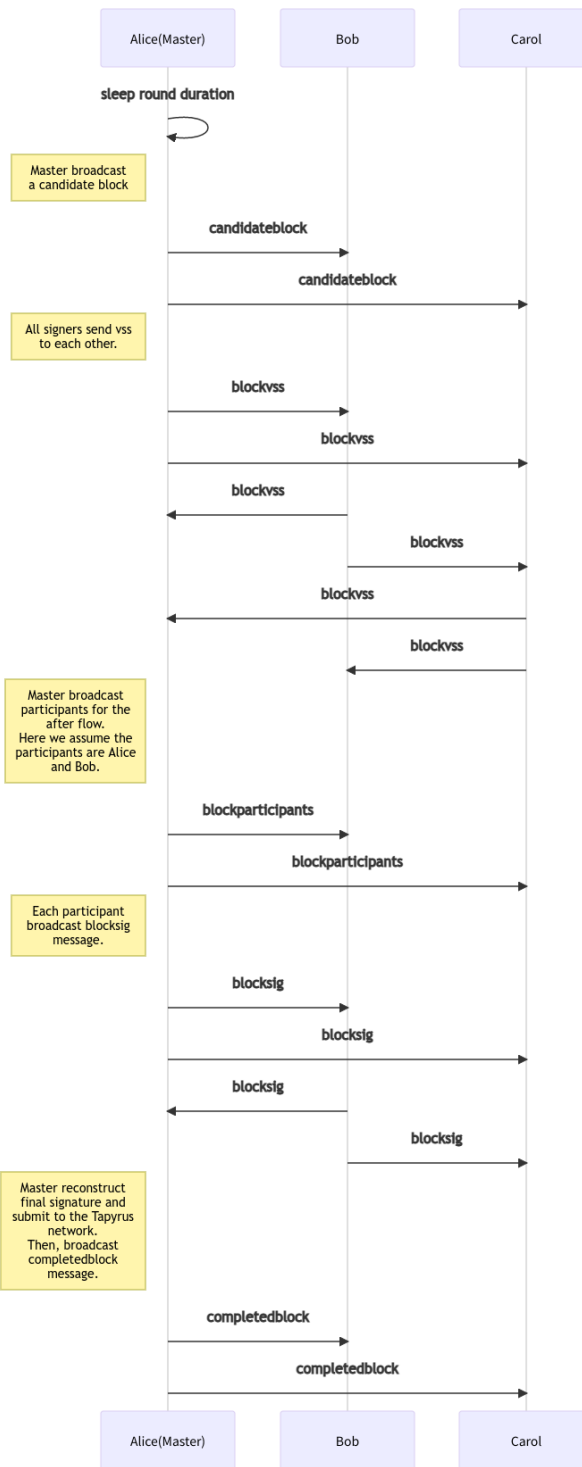 Alice(Master)
Bob
Carol
sleep round duration
Master broadcast
a candidate block
candidateblock
candidateblock
All signers send vss
to each other.
blockvss
blockvss
blockvss
blockvss
blockvss
blockvss
Master broadcast
participants for the
after flow.
Here we assume the
participants are Alice
and Bob.
blockparticipants
blockparticipants
Each participant
broadcast blocksig
message.
blocksig
blocksig
blocksig
blocksig
Master reconstruct
final signature and
submit to the Tapyrus
network.
Then, broadcast
completedblock
message.
completedblock
completedblock
Alice(Master)
Bob
Carol